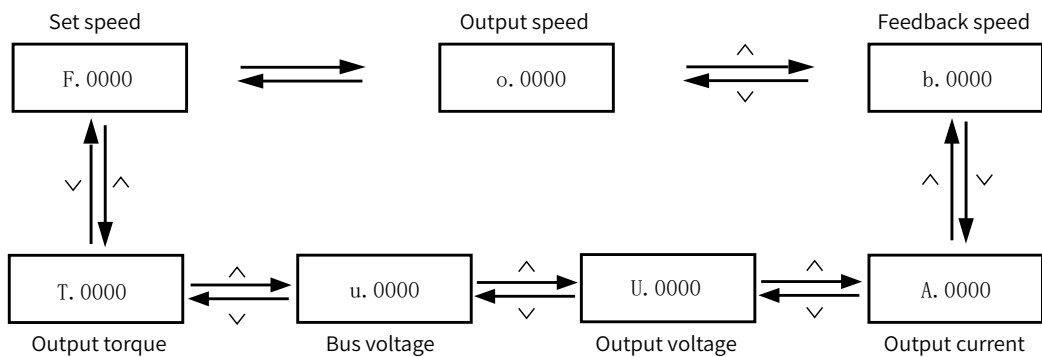 Set speed
Output speed
Feedback speed
F. 0000
o. 0000
b. 0000
T. 0000
u. 0000
U. 0000
A. 0000
Output torque
Bus voltage
Output voltage
Output current